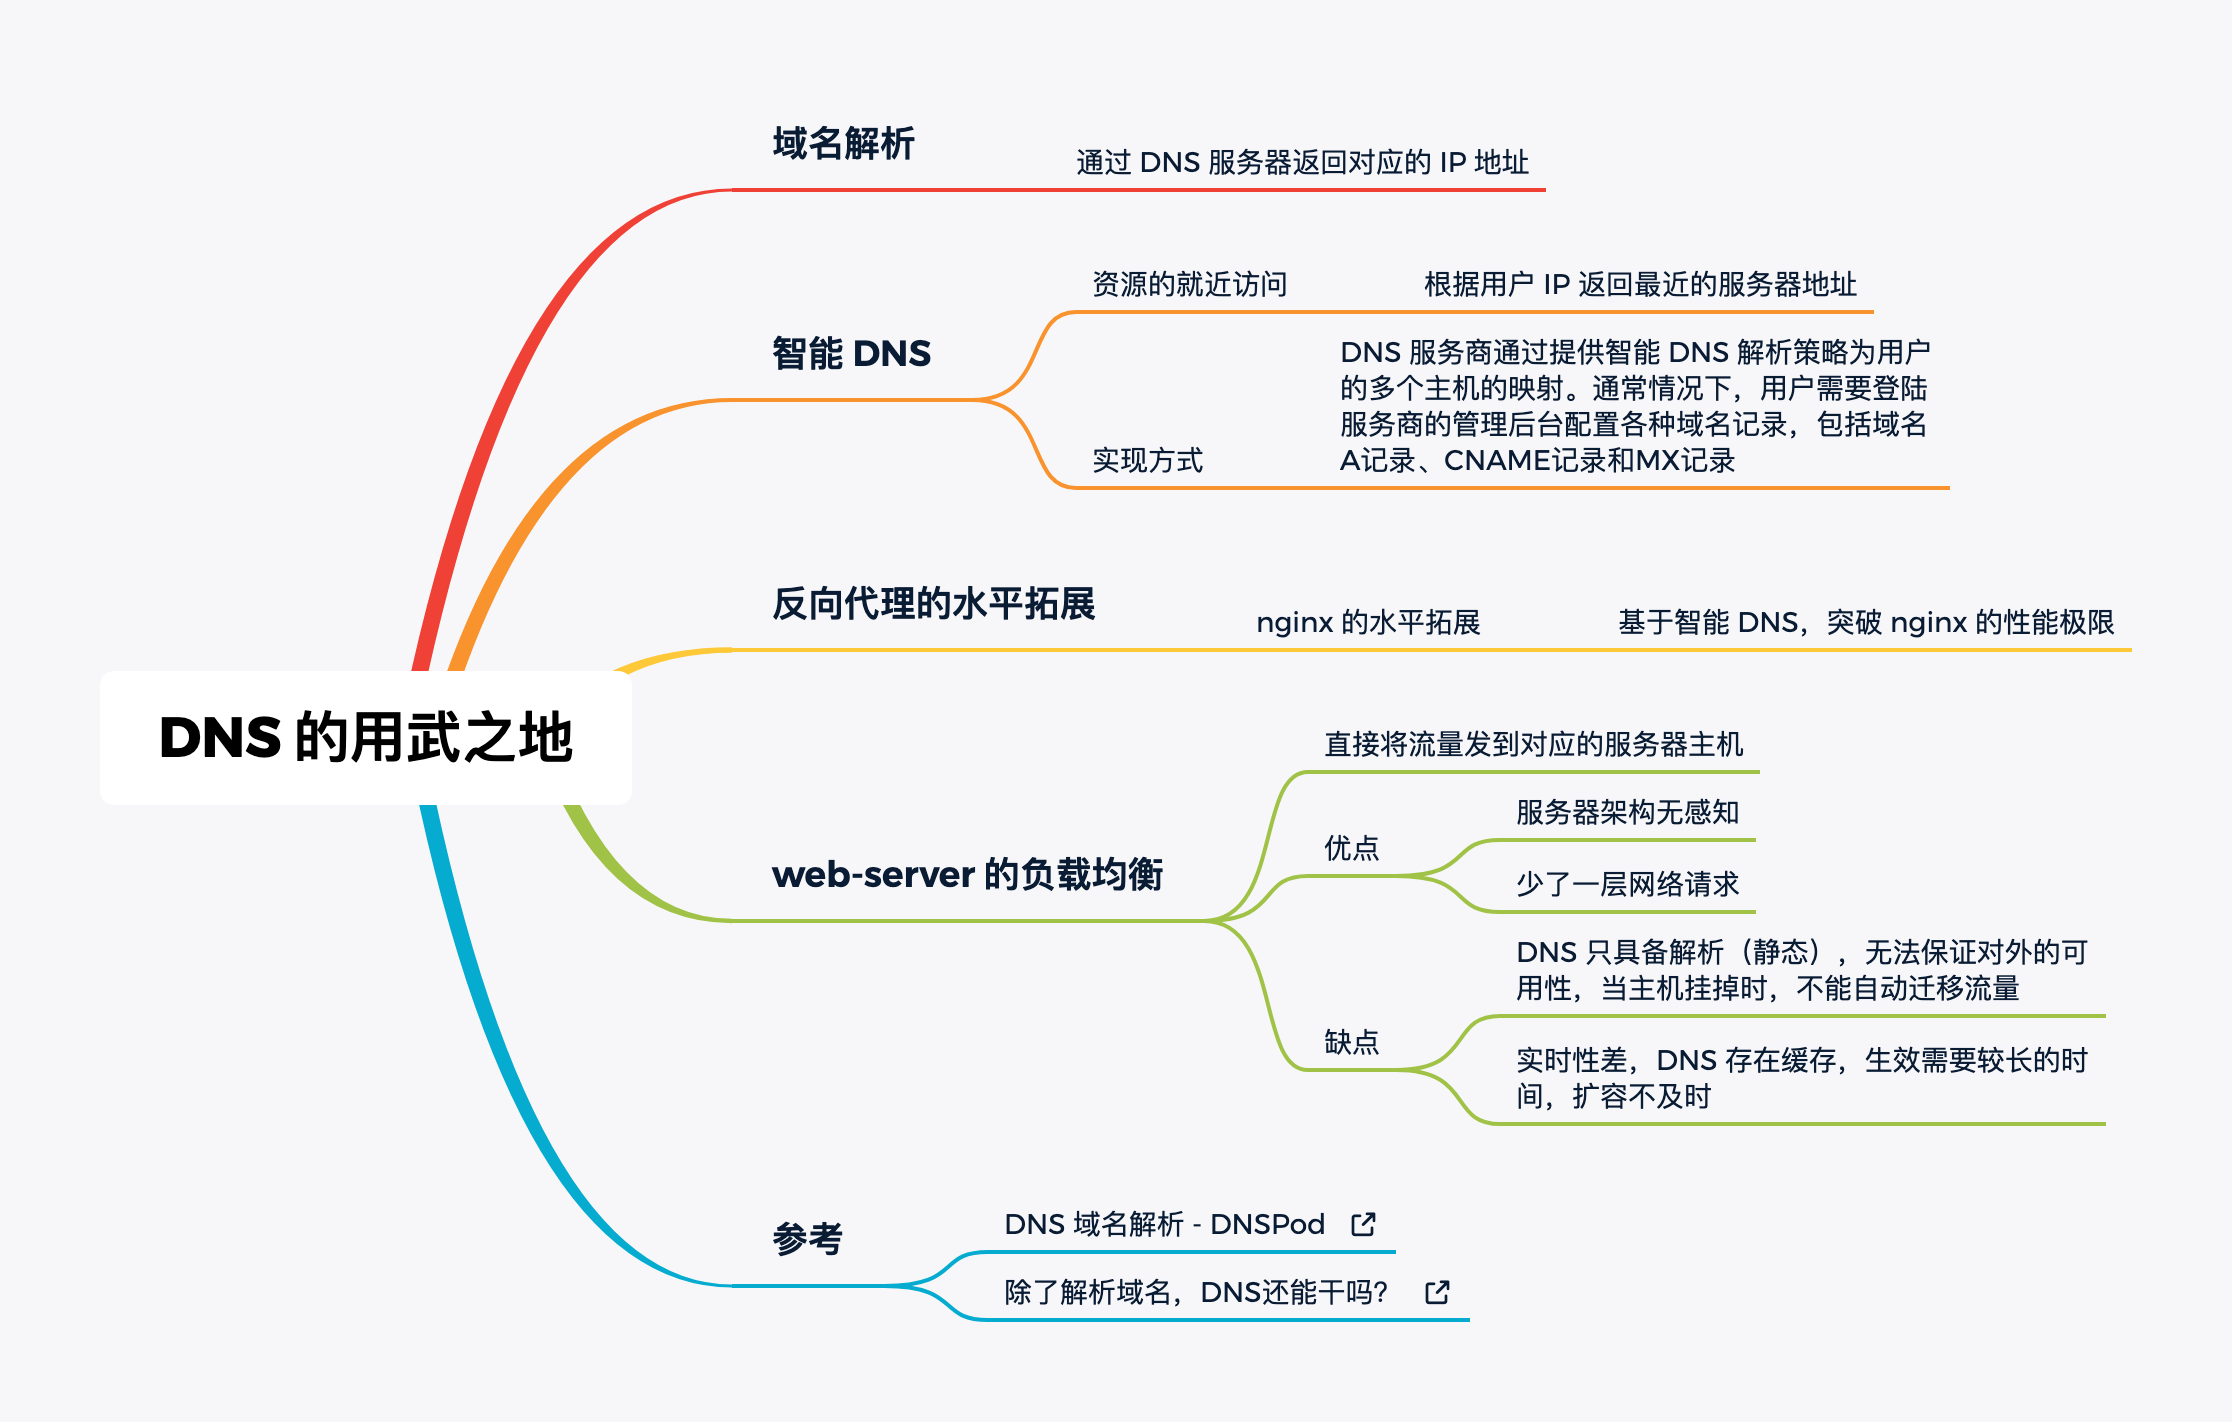 域名解析
通过 DNS 服务器返回对应的 IP 地址
资源的就近访问
根据用户 IP 返回最近的服务器地址
智能 DNS
DNS 服务商通过提供智能 DNS 解析策略为用户
的多个主机的映射。通常情况下，用户需要登陆
服务商的管理后台配置各种域名记录，包括域名
A记录、CNAME记录和MX记录
实现方式
反向代理的水平拓展
nginx 的水平拓展
基于智能 DNS，突破 nginx 的性能极限
DNS 的用武之地
直接将流量发到对应的服务器主机
服务器架构无感知
优点
少了一层网络请求
web-server 的负载均衡
DNS 只具备解析（静态），无法保证对外的可
用性，当主机挂掉时，不能自动迁移流量
缺点
实时性差，DNS 存在缓存，生效需要较长的时
间，扩容不及时
参考
DNS 域名解析 - DNSPod
除了解析域名，DNS还能干吗？